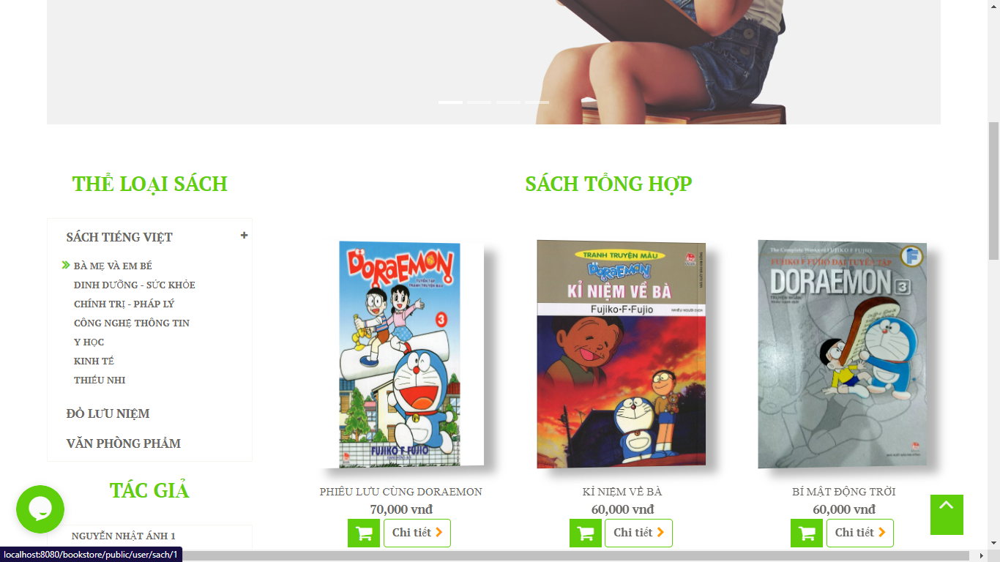 THỂ LOẠI SÁCH
SÁCH TỔNG HỢP
SÁCH TIẾNG VIỆT
BÀ MẸ VÀ EM BÉ
DINH DƯỠNG - SỨC KHỎE
CHÍNH TRỊ - PHÁP LÝ
CÔNG NGHỆ THÔNG TIN
Y HỌC
KINH TẾ
THIẾU NHI
ĐỒ LƯU NIỆM
VĂN PHÒNG PHẨM
TÁC GIẢ
NGUYỄN NHẬT ÁNH 1
DORAEMON
TUYỂN TẬP
TRANH TRUYỆN MÀU
3
FUJIKO F FUJIO
PHIÊU LƯU CÙNG DORAEMON
70,000 vnđ
Chi tiết
TRANH TRUYỆN MÀU
DORAEMON
KỈ NIỆM VỀ BÀ
Fujiko·F·Fujio
NHIỀU NGƯỜI DỊCH
KỈ NIỆM VỀ BÀ
60,000 vnđ
Chi tiết
The Complete Works of FUJIKO F FUJIO
FUJIKO F FUJIO ĐẠI TUYỂN TẬP
DORAEMON 3
TRUYỆN NGẮN
BÍ MẬT ĐỘNG TRỜI
60,000 vnđ
Chi tiết
localhost:8080/bookstore/public/user/sach/1